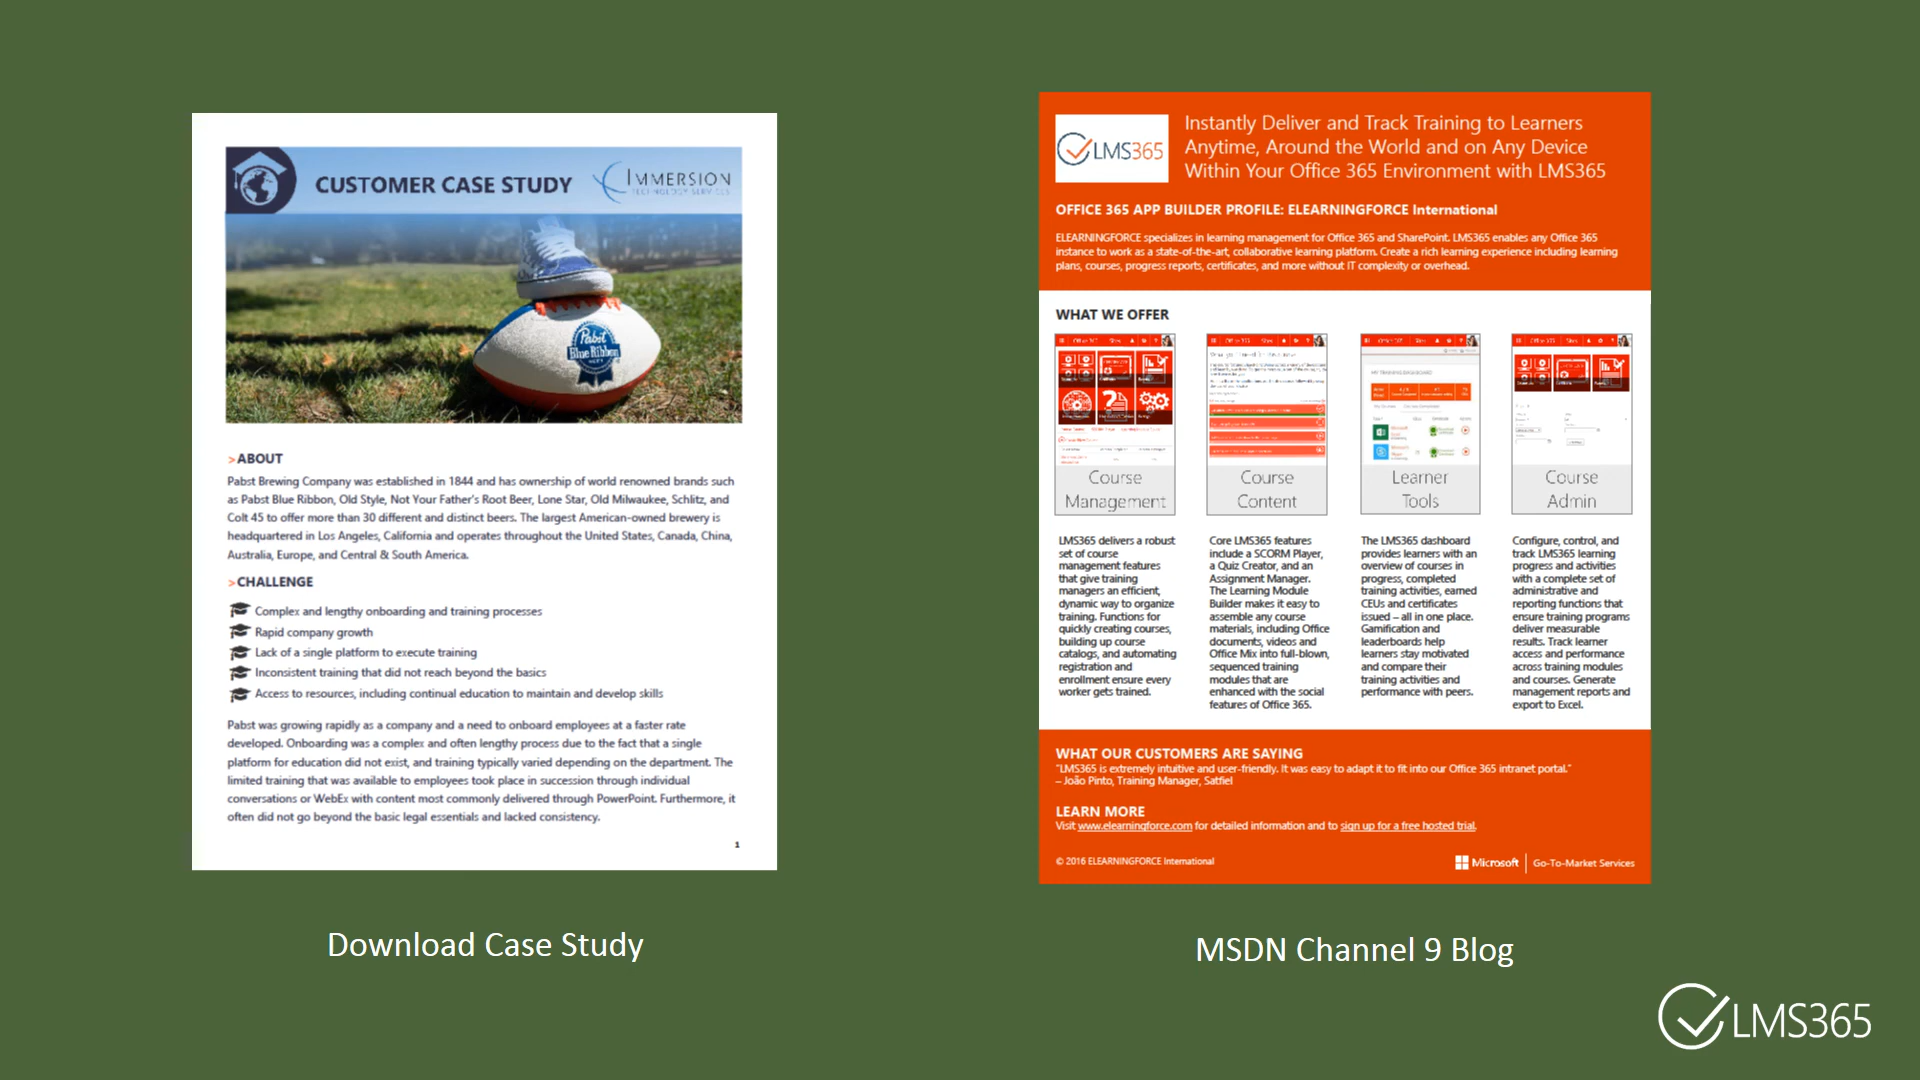 CUSTOMER CASE STUDY
IMMERSION
TECHNOLOGY SERVICES
Pabst
Blue Ribbon
>ABOUT
Pabst Brewing Company was established in 1844 and has ownership of world renowned brands such
as Pabst Blue Ribbon, Old Style, Not Your Father's Root Beer, Lone Star, Old Milwaukee, Schlitz, and
Colt 45 to offer more than 30 different and distinct beers. The largest American-owned brewery is
headquartered in Los Angeles, California and operates throughout the United States, Canada, China,
Australia, Europe, and Central & South America.
>CHALLENGE
Complex and lengthy onboarding and training processes
Rapid company growth
Lack of a single platform to execute training
Inconsistent training that did not reach beyond the basics
Access to resources, including continual education to maintain and develop skills
Pabst was growing rapidly as a company and a need to onboard employees at a faster rate
developed. Onboarding was a complex and often lengthy process due to the fact that a single
platform for education did not exist, and training typically varied depending on the department. The
limited training that was available to employees took place in succession through individual
conversations or WebEx with content most commonly delivered through PowerPoint. Furthermore, it
often did not go beyond the basic legal essentials and lacked consistency.
1
Download Case Study
LMS365
Instantly Deliver and Track Training to Learners
Anytime, Around the World and on Any Device
Within Your Office 365 Environment with LMS365
OFFICE 365 APP BUILDER PROFILE: ELEARNINGFORCE International
ELEARNINGFORCE specializes in learning management for Office 365 and SharePoint. LMS365 enables any Office 365
instance to work as a state-of-the-art, collaborative learning platform. Create a rich learning experience including learning
plans, courses, progress reports, certificates, and more without IT complexity or overhead.
WHAT WE OFFER
Course
Management
LMS365 delivers a robust
set of course
management features
that give training
managers an efficient,
dynamic way to organize
training. Functions for
quickly creating courses,
building up course
catalogs, and automating
registration and
enrollment ensure every
worker gets trained.
Course
Content
Core LMS365 features
include a SCORM Player,
a Quiz Creator, and an
Assignment Manager.
The Learning Module
Builder makes it easy to
assemble any course
materials, including Office
documents, videos and
Office Mix into full-blown,
sequenced training
modules that are
enhanced with the social
features of Office 365.
MY TRAINING DASHBOARD
Learner
Tools
The LMS365 dashboard
provides learners with an
overview of courses in
progress, completed
training activities, earned
CEUs and certificates
issued – all in one place.
Gamification and
leaderboards help
learners stay motivated
and compare their
training activities and
performance with peers.
Course
Admin
Configure, control, and
track LMS365 learning
progress and activities
with a complete set of
administrative and
reporting functions that
ensure training programs
deliver measurable
results. Track learner
access and performance
across training modules
and courses. Generate
management reports and
export to Excel.
WHAT OUR CUSTOMERS ARE SAYING
"LMS365 is extremely intuitive and user-friendly. It was easy to adapt it to fit into our Office 365 intranet portal."
– João Pinto, Training Manager, Satfiel
LEARN MORE
Visit www.elearningforce.com for detailed information and to sign up for a free hosted trial.
© 2016 ELEARNINGFORCE International
Microsoft | Go-To-Market Services
MSDN Channel 9 Blog
LMS365